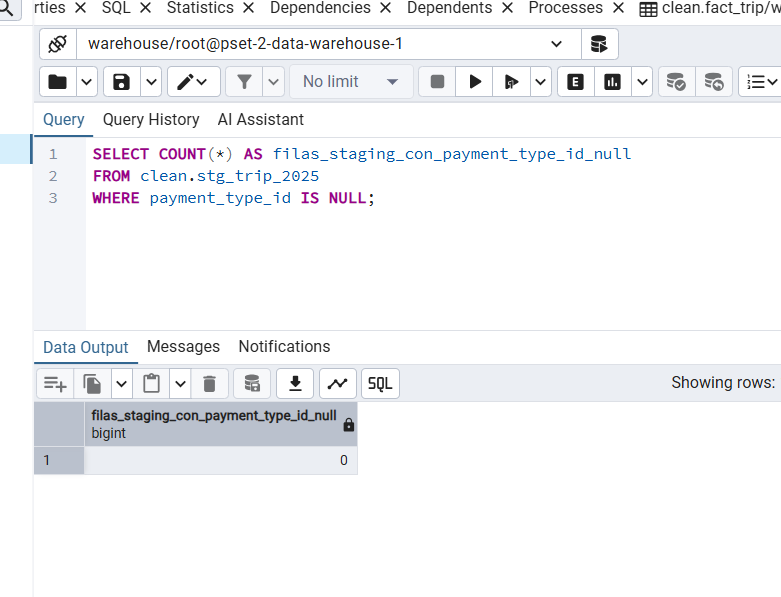 rties SQL Statistics Dependencies Dependents Processes clean.fact_trip/w
warehouse/root@pset-2-data-warehouse-1
No limit E
Query Query History AI Assistant
1 SELECT COUNT(*) AS filas_staging_con_payment_type_id_null
2 FROM clean.stg_trip_2025
3 WHERE payment_type_id IS NULL;
Data Output Messages Notifications
SQL Showing rows:
filas_staging_con_payment_type_id_null
bigint
1 0